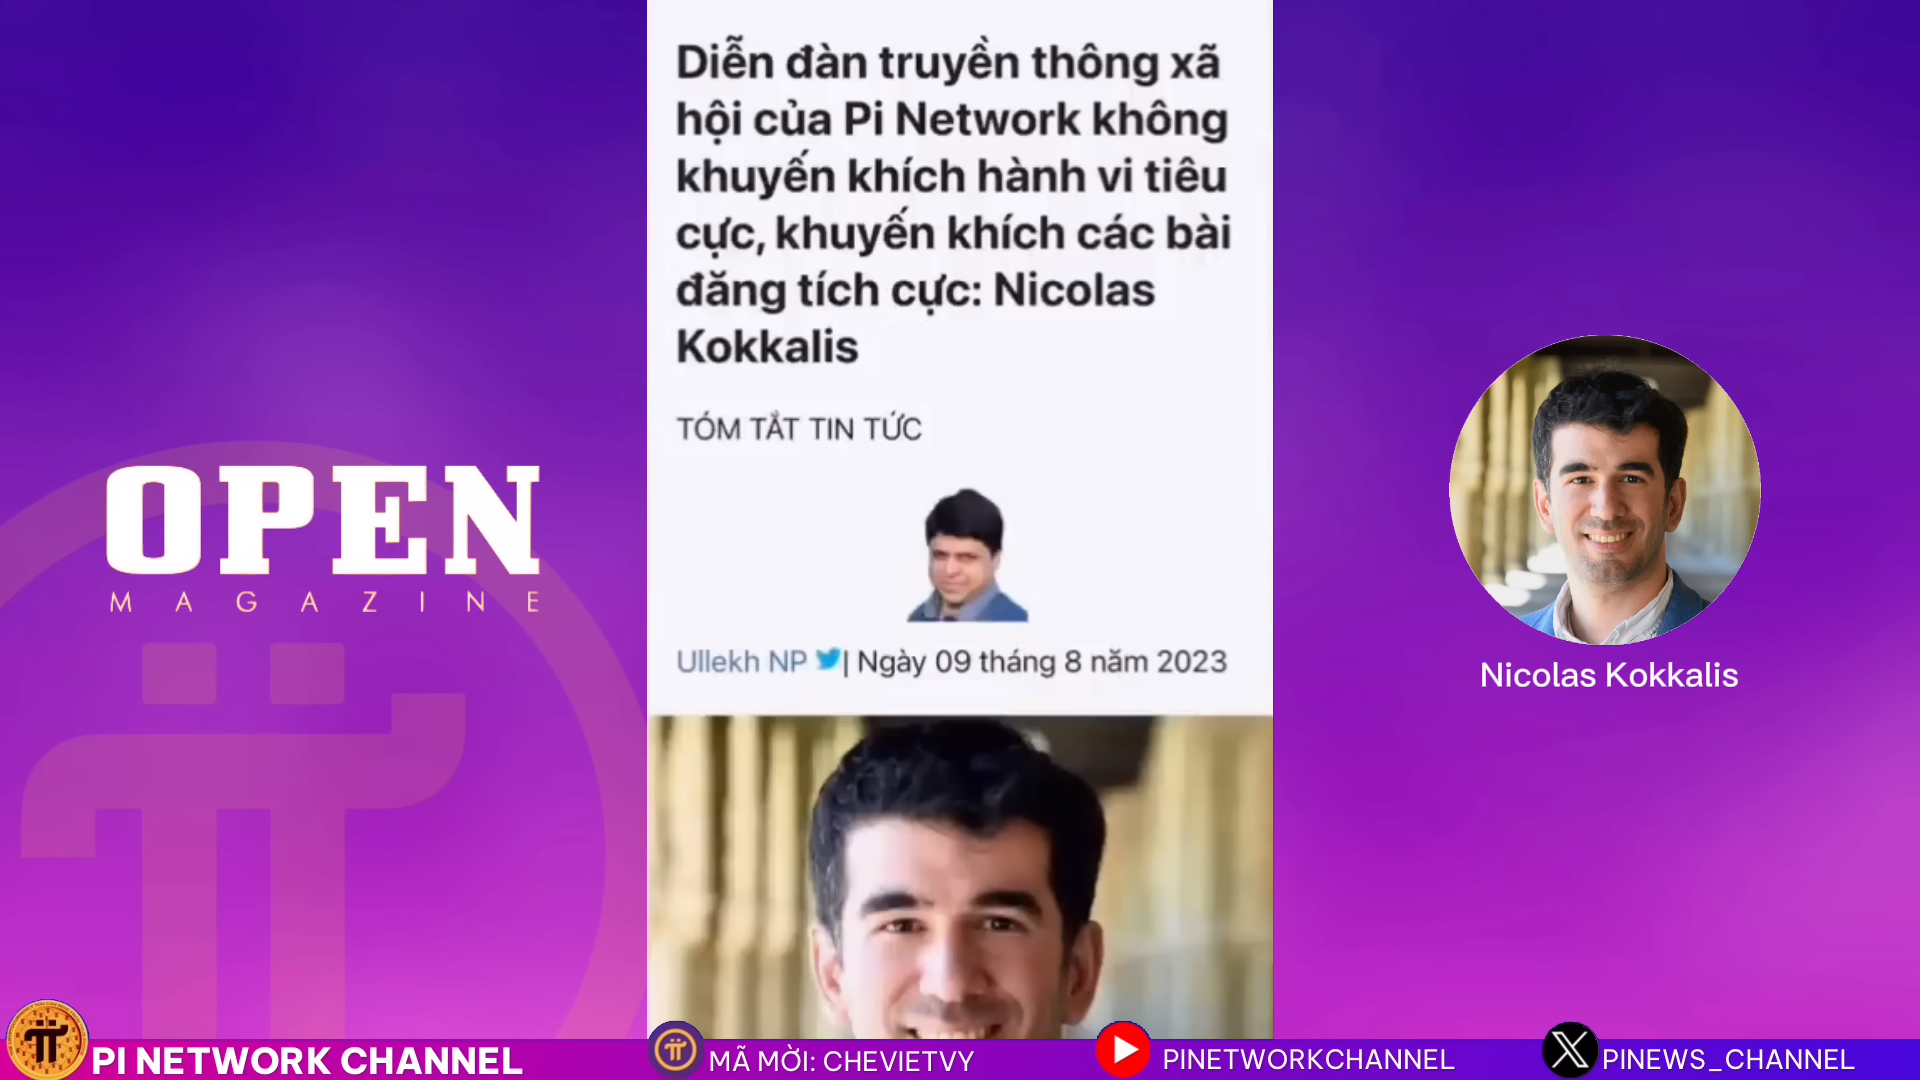 OPEN
MAGAZINE
Diễn đàn truyền thông xã
hội của Pi Network không
khuyến khích hành vi tiêu
cực, khuyến khích các bài
đăng tích cực: Nicolas
Kokkalis
TÓM TẮT TIN TỨC
Ullekh NP | Ngày 09 tháng 8 năm 2023
Nicolas Kokkalis
PI NETWORK CHANNEL
MÃ MỜI: CHEVIETVY
PINETWORKCHANNEL
PINEWS_CHANNEL